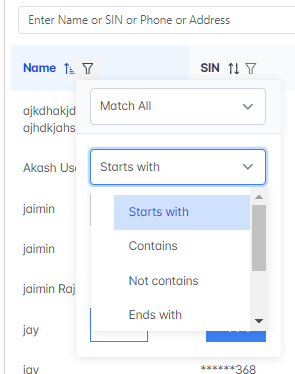 Enter Name or SIN or Phone or Address
Name
SIN
ajkdhakjd
ajhdkjahs
Match All
Akash
Starts with
jaimin
Starts with
jaimin
Contains
jaimin Raj
Not contains
jay
Ends with
jay
******368